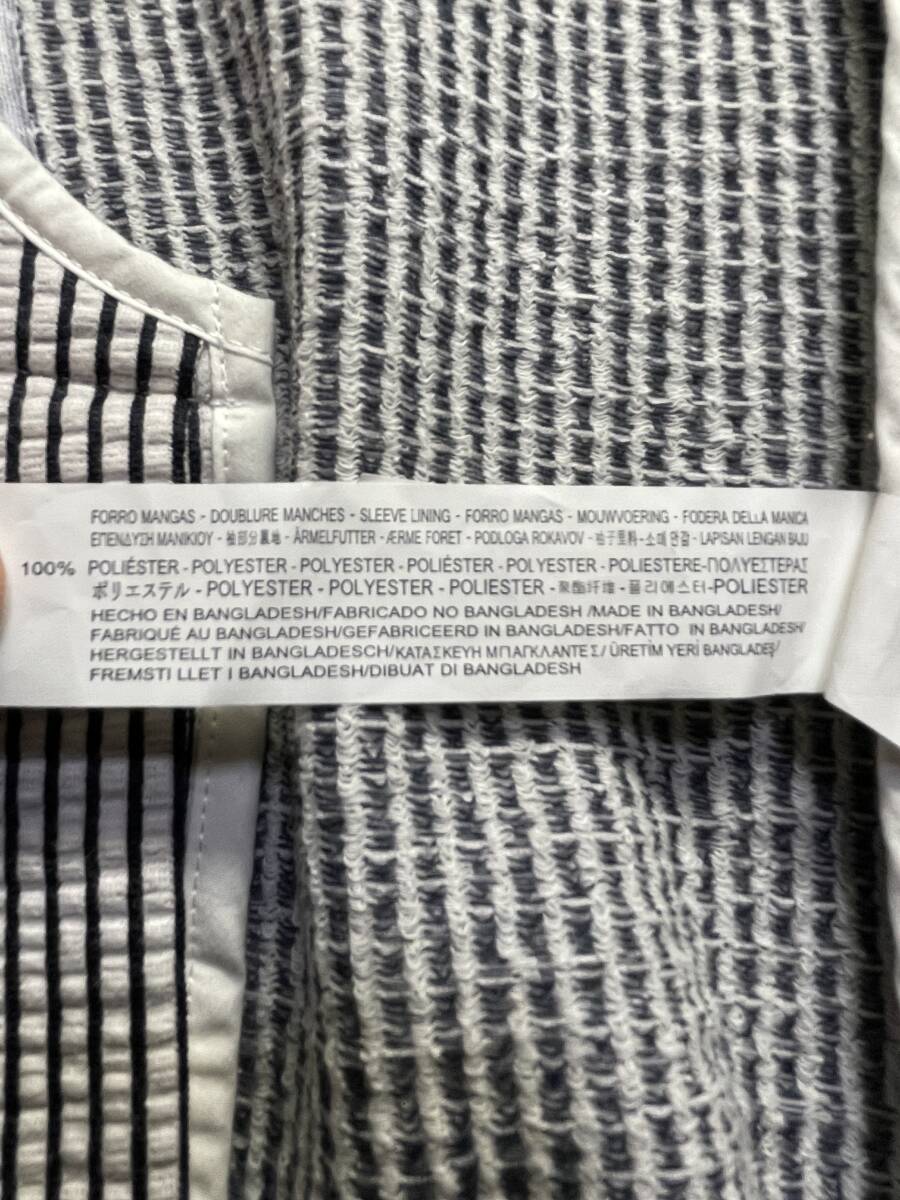 FORRO MANGAS - DOUBLURE MANCHES - SLEEVE LINING - FORRO MANGAS - MOUWVOERING - FODERA DELLA MANICA
ΕΠΕΝΔΥΣΗ ΜΑΝΙΚΙΟΥ - 袖部分裏地 - ÄRMELFUTTER - ÆRME FORET - PODLOGA ROKAVOV - 袖子里料 - 소매 안감 - LAPISAN LENGAN BAJU
100% POLIÉSTER - POLYESTER - POLYESTER - POLIÉSTER - POLYESTER - POLIESTERE-ΠΟΛΥΕΣΤΕΡΑΣ
ポリエステル - POLYESTER - POLYESTER - POLIESTER - 聚酯纤维 - 폴리에스터-POLIESTER
HECHO EN BANGLADESH/FABRICADO NO BANGLADESH /MADE IN BANGLADESH/
FABRIQUÉ AU BANGLADESH/GEFABRICEERD IN BANGLADESH/FATTO IN BANGLADESH/
HERGESTELLT IN BANGLADESCH/ΚΑΤΑΣΚΕΥΗ ΜΠΑΓΚΛΑΝΤΕΣ/ ÜRETİM YERİ BANGLADEŞ/
FREMSTI LLET I BANGLADESH/DIBUAT DI BANGLADESH